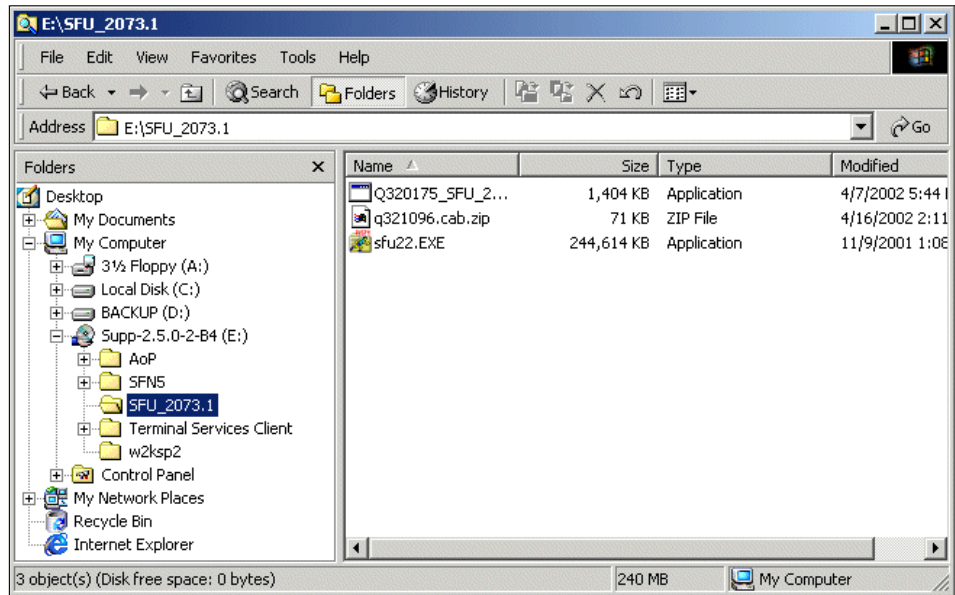 E:\SFU_2073.1
File Edit View Favorites Tools Help
Back Search Folders History
Address E:\SFU_2073.1 Go
Folders
Name Size Type Modified
Desktop
My Documents
My Computer
3½ Floppy (A:)
Local Disk (C:)
BACKUP (D:)
Supp-2.5.0-2-B4 (E:)
AoP
SFN5
SFU_2073.1
Terminal Services Client
w2ksp2
Control Panel
My Network Places
Recycle Bin
Internet Explorer
Q320175_SFU_2... 1,404 KB Application 4/7/2002 5:44
q321096.cab.zip 71 KB ZIP File 4/16/2002 2:11
sfu22.EXE 244,614 KB Application 11/9/2001 1:08
3 object(s) (Disk free space: 0 bytes) 240 MB My Computer